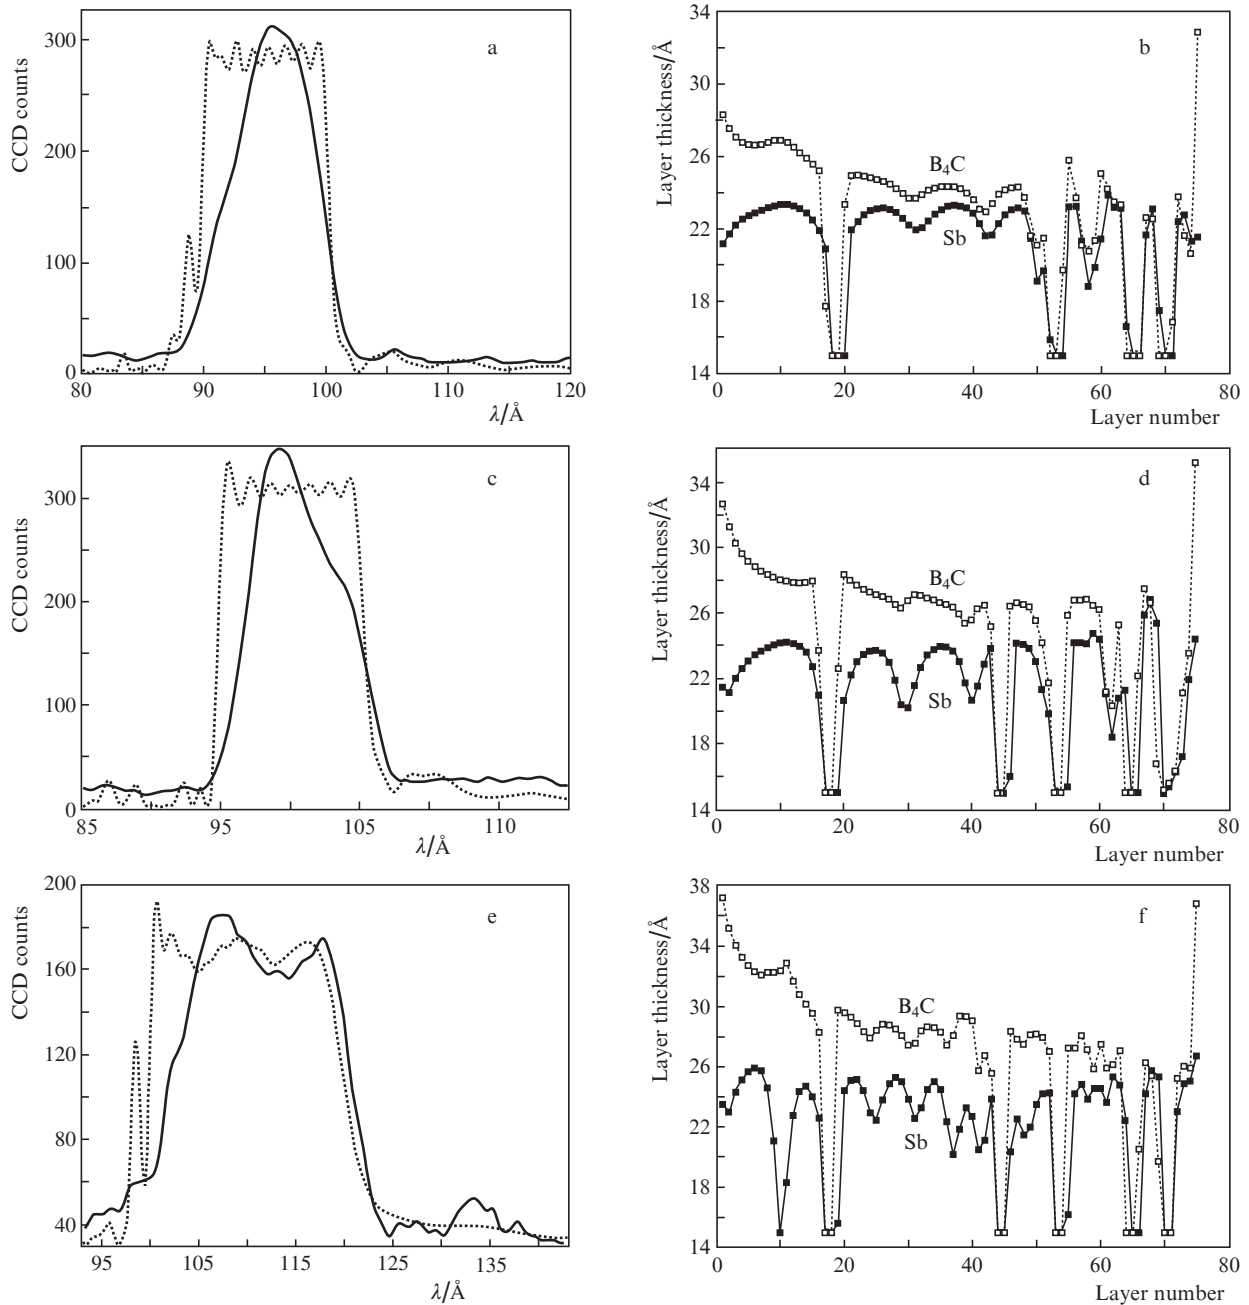 a
CCD counts
300
200
100
0
80 90 100 110 120
λ/Å
b
Layer thickness/Å
34
30
26
22
18
14
B₄C
Sb
0 20 40 60 80
Layer number
c
CCD counts
300
200
100
0
85 95 105 110
λ/Å
d
Layer thickness/Å
34
30
26
22
18
14
B₄C
Sb
0 20 40 60 80
Layer number
e
CCD counts
200
160
120
80
40
95 105 115 125 135
λ/Å
f
Layer thickness/Å
38
34
30
26
22
18
14
B₄C
Sb
0 20 40 60 80
Layer number